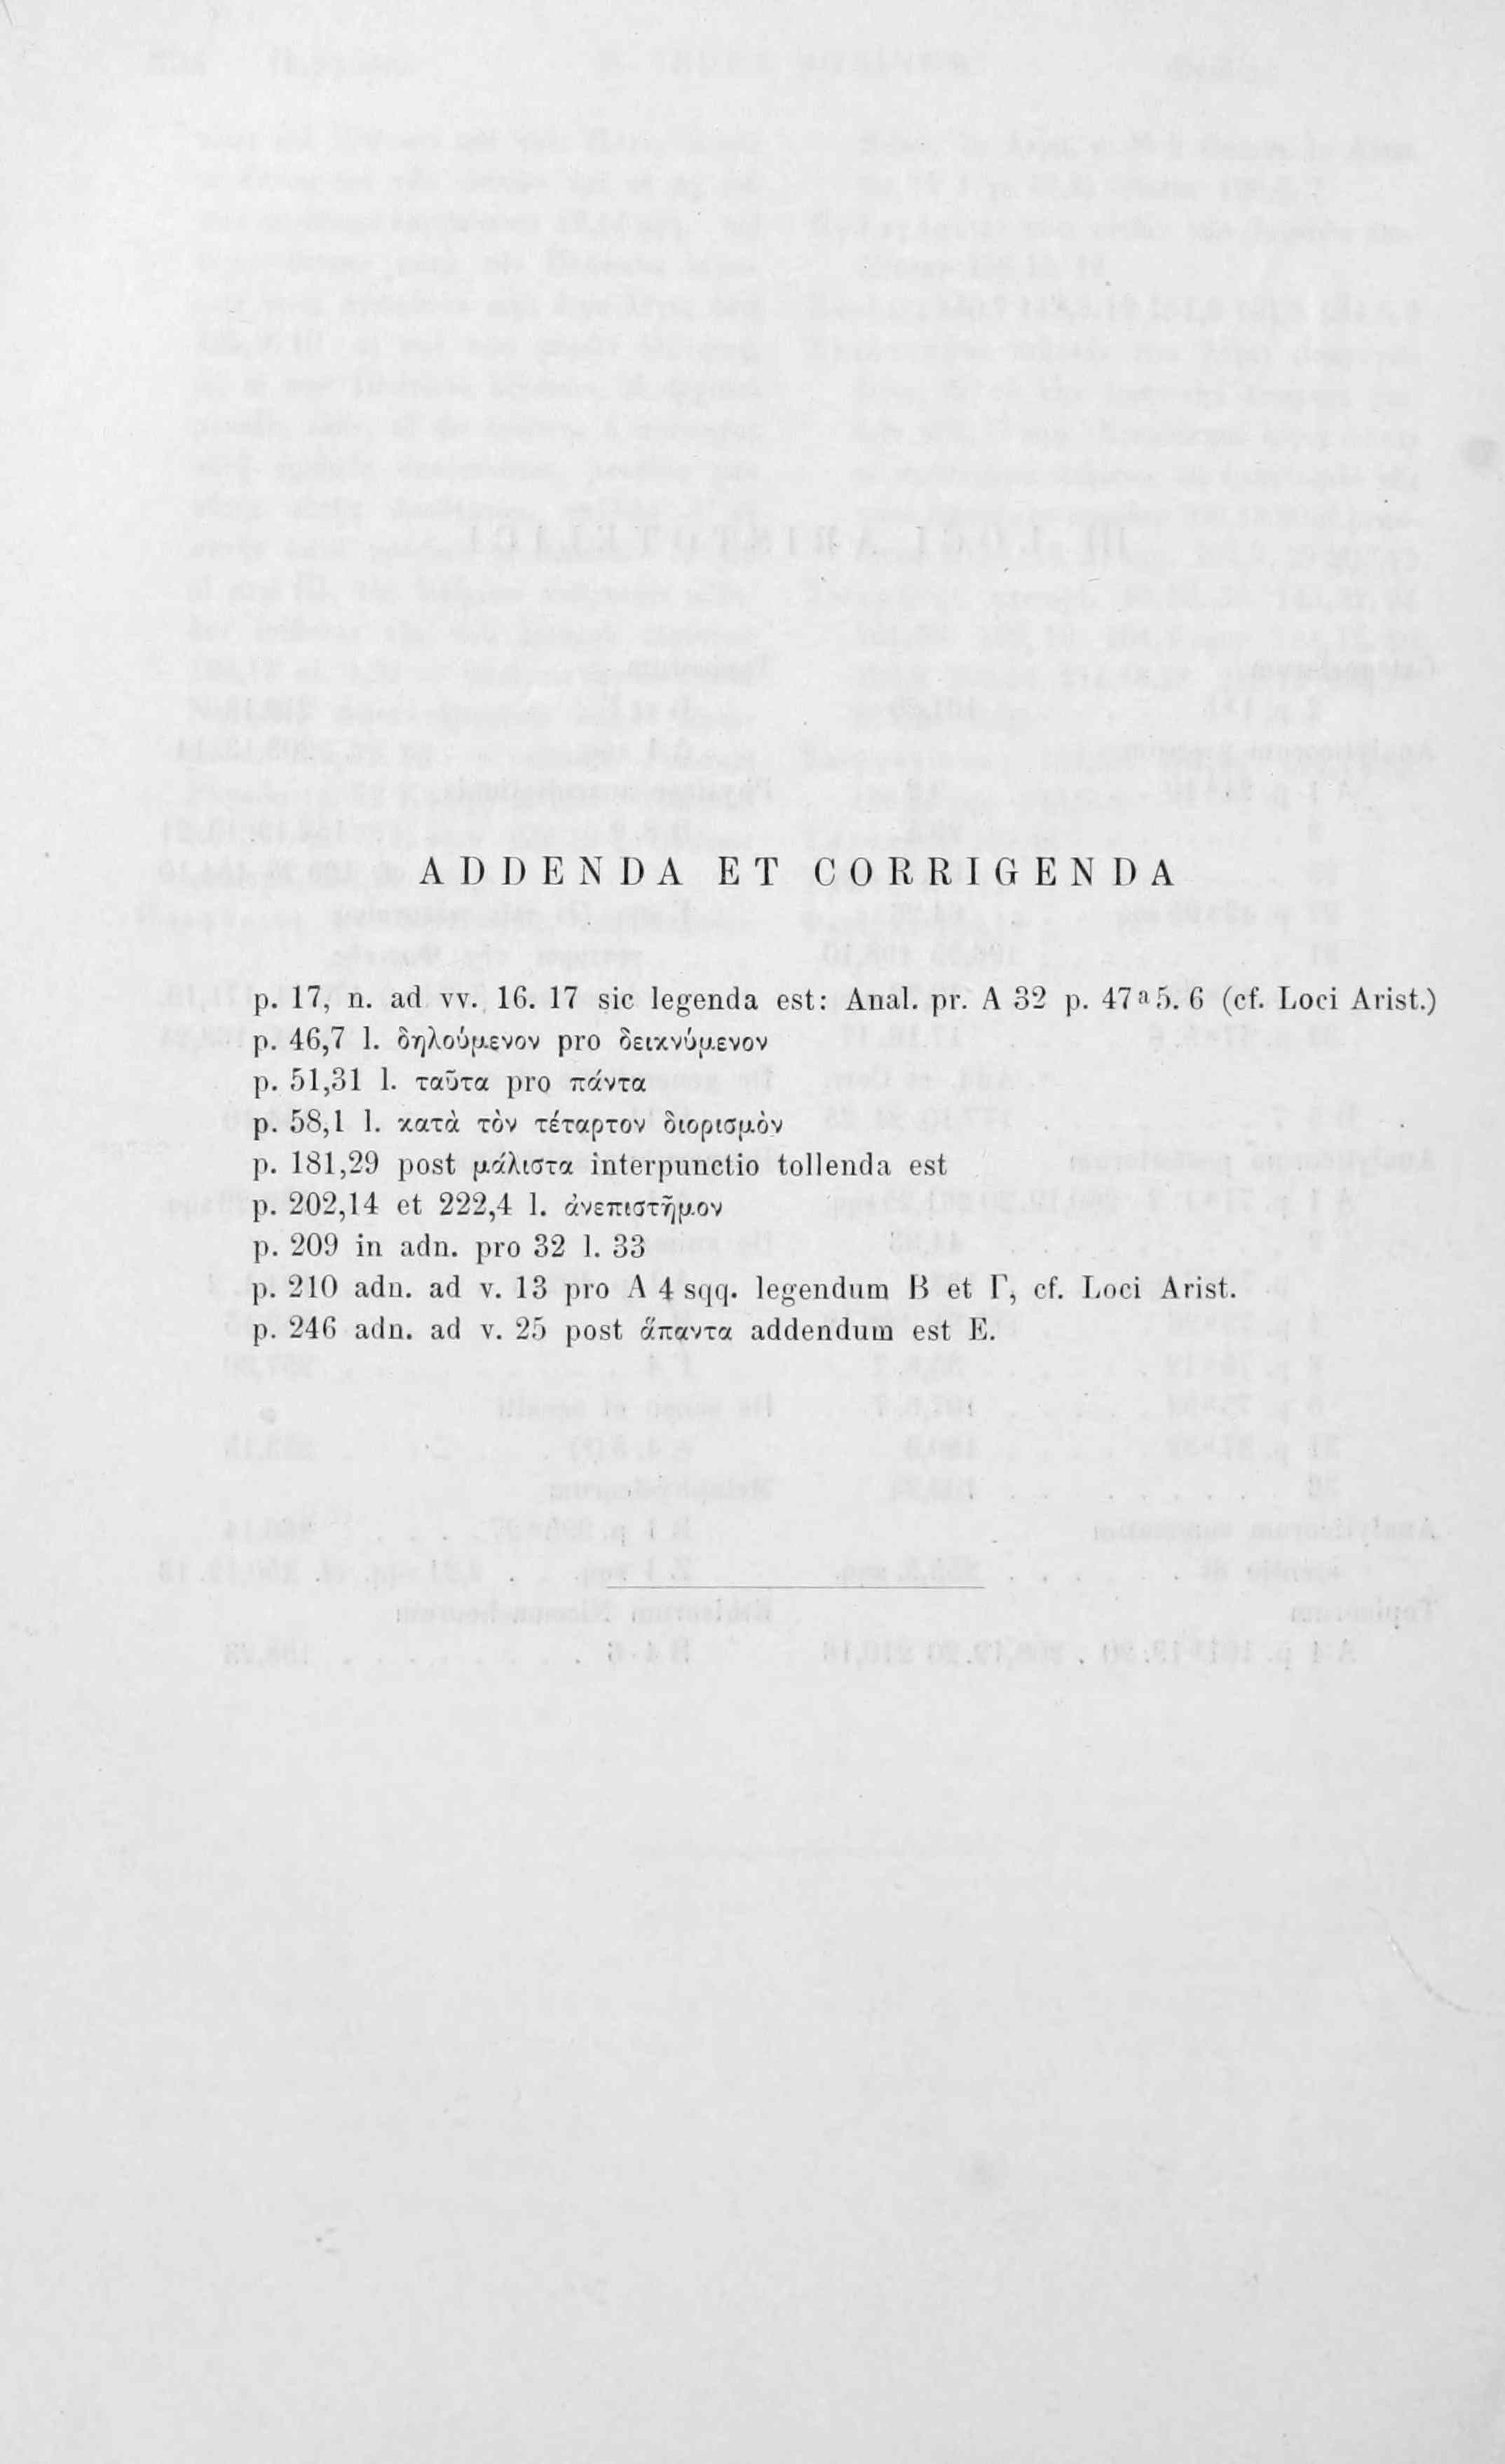 ADDENDA ET CORRIGENDA
p. 17, n. ad vv. 16. 17 sic legenda est: Anal. pr. A 32 p. 47ᵃ5. 6 (cf. Loci Arist.)
p. 46,7 l. δηλούμενον pro δεικνύμενον
p. 51,31 l. ταῦτα pro πάντα
p. 58,1 l. κατὰ τὸν τέταρτον διορισμὸν
p. 181,29 post μάλιστα interpunctio tollenda est
p. 202,14 et 222,4 l. ἀνεπιστῆμον
p. 209 in adn. pro 32 l. 33
p. 210 adn. ad v. 13 pro A 4 sqq. legendum B et Γ, cf. Loci Arist.
p. 246 adn. ad v. 25 post ἅπαντα addendum est E.